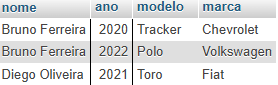 nome ano modelo marca
Bruno Ferreira 2020 Tracker Chevrolet
Bruno Ferreira 2022 Polo Volkswagen
Diego Oliveira 2021 Toro Fiat